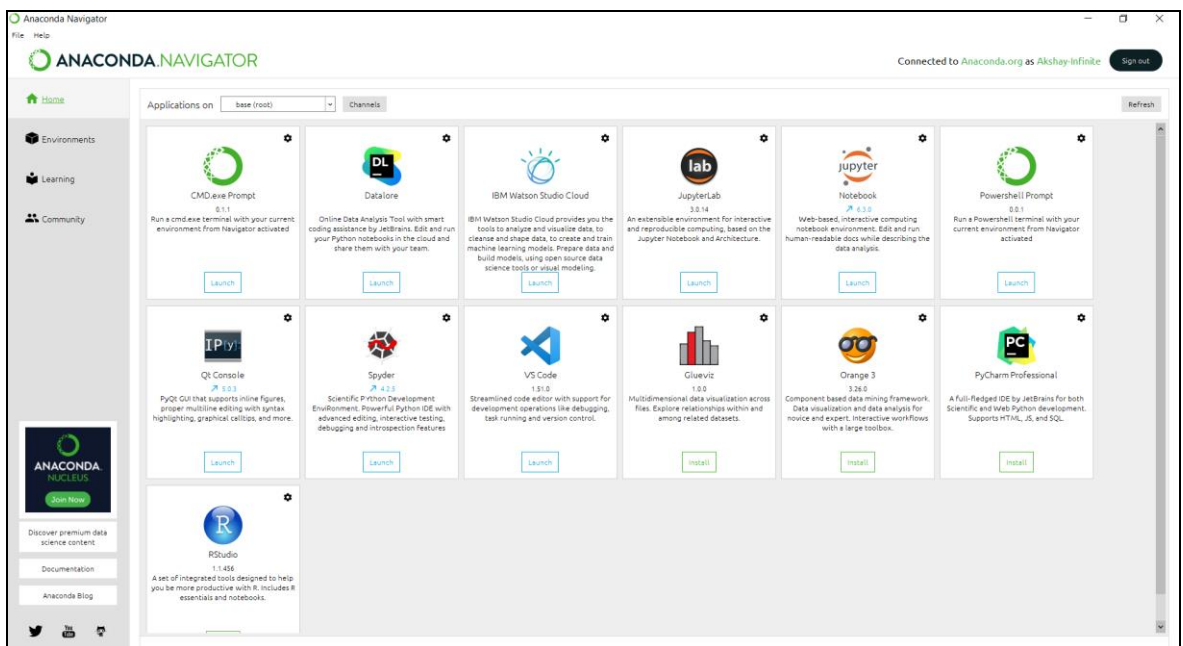 Anaconda Navigator
File Help
ANACONDA.NAVIGATOR
Connected to Anaconda.org as Akshay-Infinite
Sign out
Home
Environments
Learning
Community
Applications on base (root) Channels
Refresh
CMD.exe Prompt
0.1.1
Run a cmd.exe terminal with your current
environment from Navigator activated
Launch
DL
Datalore
Online Data Analysis Tool with smart
coding assistance by JetBrains. Edit and run
your Python notebooks in the cloud and
share them with your team.
Launch
IBM Watson Studio Cloud
IBM Watson Studio Cloud provides you the
tools to analyze and visualize data, to
cleanse and shape data, to create and train
machine learning models. Prepare data and
build models, using open source data
science tools or visual modeling.
Launch
lab
JupyterLab
3.0.14
An extensible environment for interactive
and reproducible computing, based on the
Jupyter Notebook and Architecture.
Launch
jupyter
Notebook
6.3.0
Web-based, interactive computing
notebook environment. Edit and run
human-readable docs while describing the
data analysis.
Launch
Powershell Prompt
0.0.1
Run a Powershell terminal with your
current environment from Navigator
activated
Launch
IP[y]:
Qt Console
5.0.3
PyQt GUI that supports inline figures,
proper multiline editing with syntax
highlighting, graphical calltips, and more.
Launch
Spyder
4.2.5
Scientific PYthon Development
EnviRonment. Powerful Python IDE with
advanced editing, interactive testing,
debugging and introspection features
Launch
VS Code
1.51.0
Streamlined code editor with support for
development operations like debugging,
task running and version control.
Launch
Glueviz
1.0.0
Multidimensional data visualization across
files. Explore relationships within and
among related datasets.
Install
Orange 3
3.26.0
Component based data mining framework.
Data visualization and data analysis for
novice and expert. Interactive workflows
with a large toolbox.
Install
PC
PyCharm Professional
A full-fledged IDE by JetBrains for both
Scientific and Web Python development.
Supports HTML, JS, and SQL.
Install
R
RStudio
1.1.456
A set of integrated tools designed to help
you be more productive with R. Includes R
essentials and notebooks.
ANACONDA.
NUCLEUS
Join Now
Discover premium data
science content
Documentation
Anaconda Blog
You
Tube